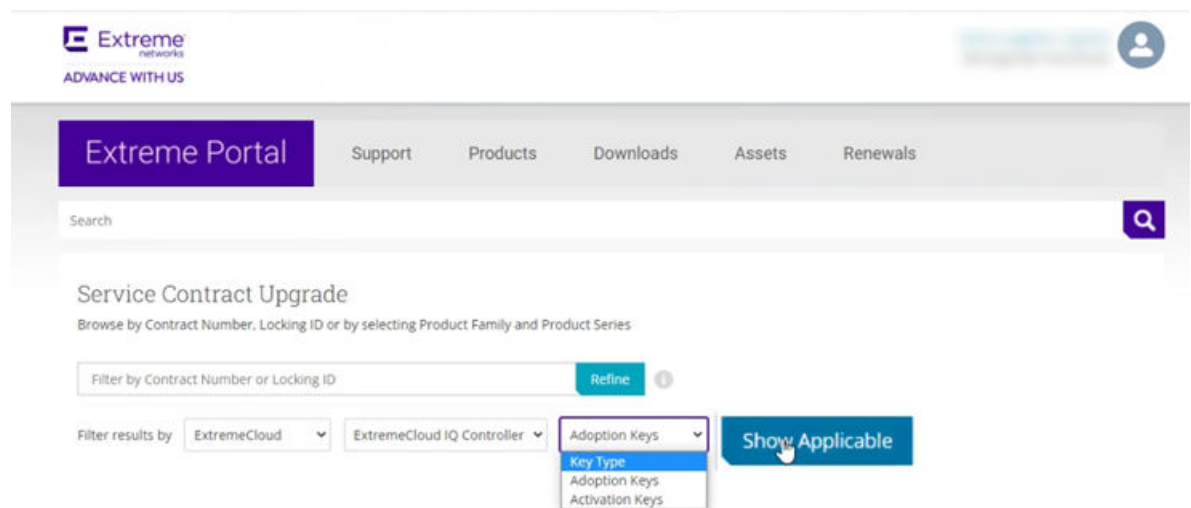 Extreme
networks
ADVANCE WITH US
Extreme Portal Support Products Downloads Assets Renewals
Search
Service Contract Upgrade
Browse by Contract Number, Locking ID or by selecting Product Family and Product Series
Filter by Contract Number or Locking ID Refine
Filter results by ExtremeCloud ExtremeCloud IQ Controller Adoption Keys Show Applicable
Key Type
Adoption Keys
Activation Keys